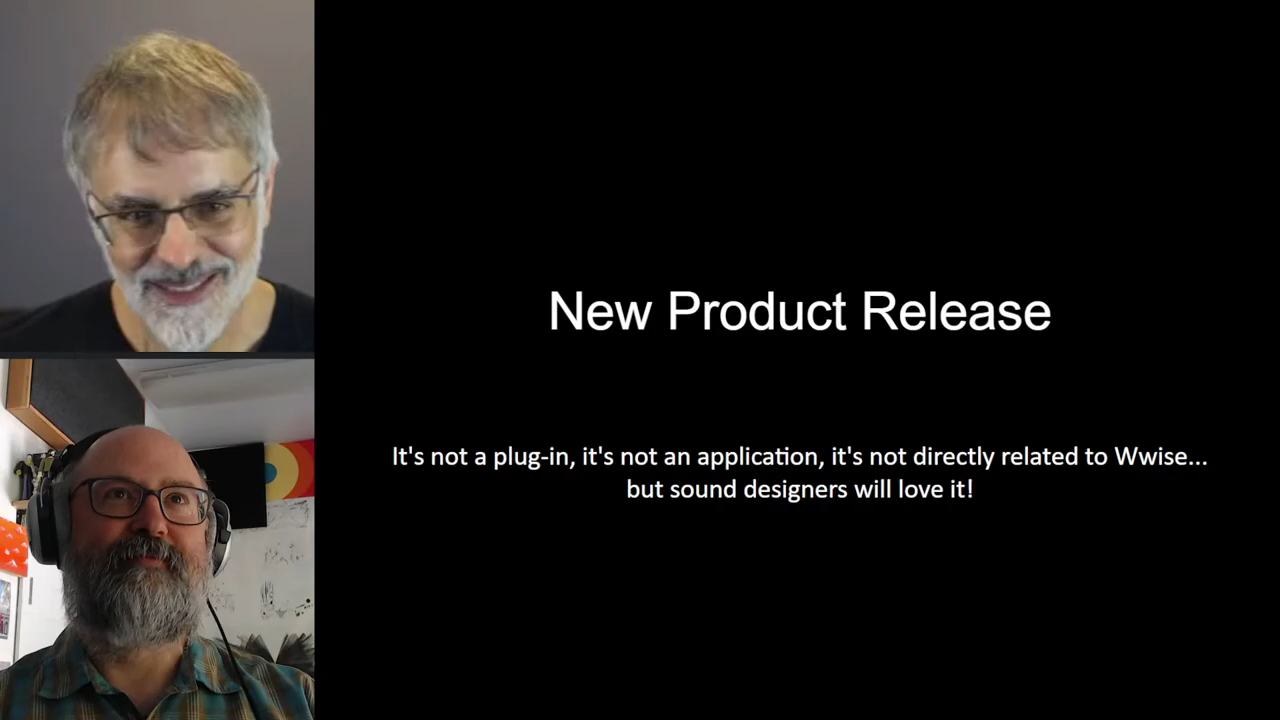 New Product Release
It's not a plug-in, it's not an application, it's not directly related to Wwise...
but sound designers will love it!